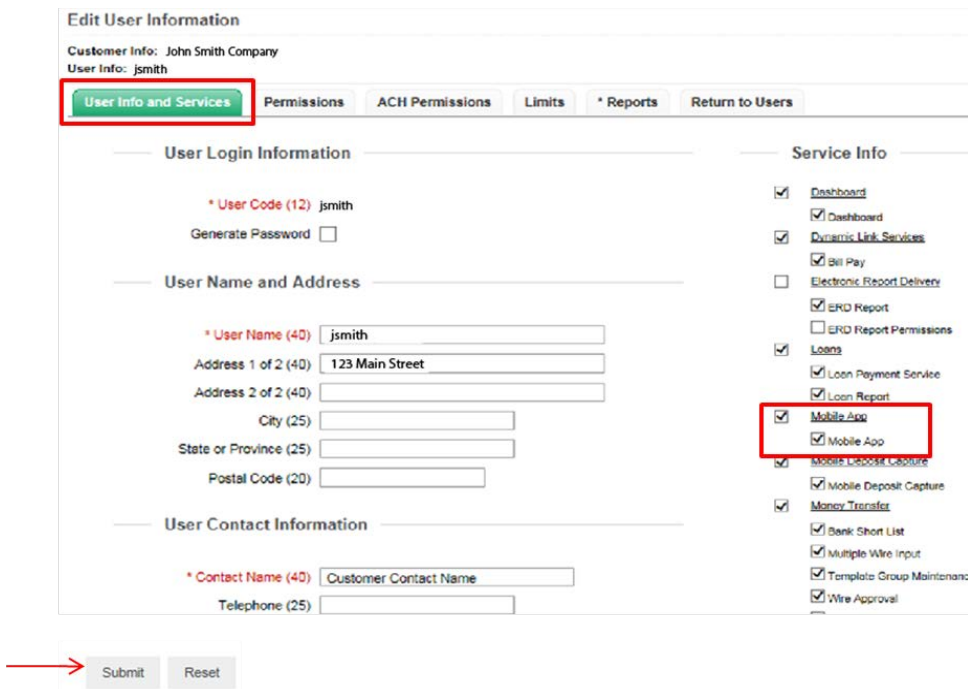 Edit User Information
Customer Info: John Smith Company
User Info: jsmith
User Info and Services Permissions ACH Permissions Limits * Reports Return to Users
User Login Information
* User Code (12) jsmith
Generate Password
User Name and Address
* User Name (40) jsmith
Address 1 of 2 (40) 123 Main Street
Address 2 of 2 (40)
City (25)
State or Province (25)
Postal Code (20)
User Contact Information
* Contact Name (40) Customer Contact Name
Telephone (25)
Service Info
Dashboard
Dashboard
Dynamic Link Services
Bill Pay
Electronic Report Delivery
ERD Report
ERD Report Permissions
Loans
Loan Payment Service
Loan Report
Mobile App
Mobile App
Mobile Deposit Capture
Mobile Deposit Capture
Money Transfer
Bank Short List
Multiple Wire Input
Template Group Maintenanc
Wire Approval
Submit Reset